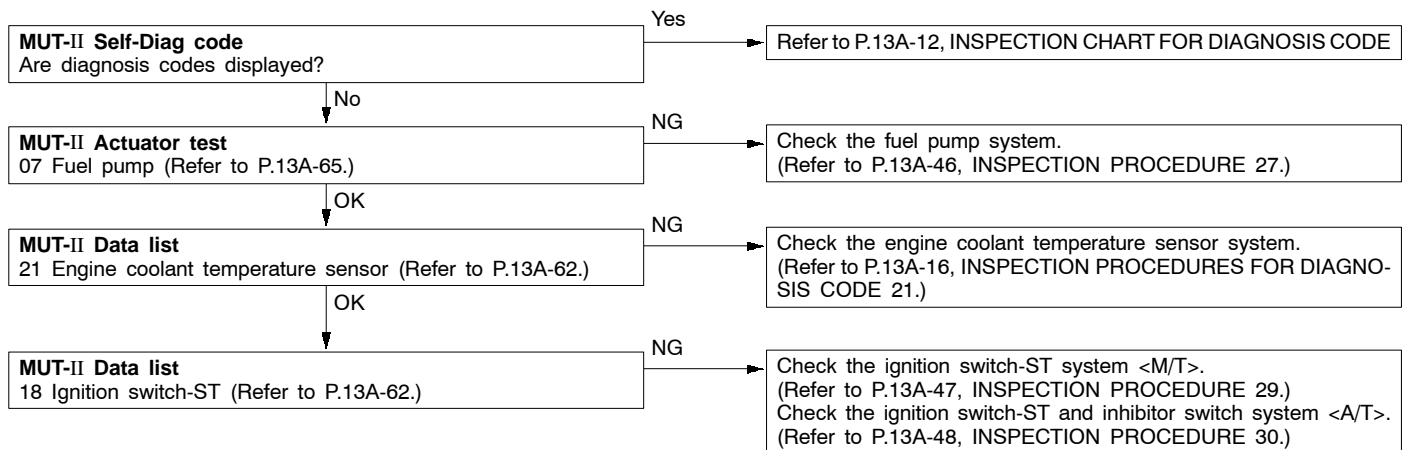 Yes
MUT-II Self-Diag code
Are diagnosis codes displayed?
Refer to P.13A-12, INSPECTION CHART FOR DIAGNOSIS CODE
No
NG
MUT-II Actuator test
07 Fuel pump (Refer to P.13A-65.)
Check the fuel pump system.
(Refer to P.13A-46, INSPECTION PROCEDURE 27.)
OK
NG
MUT-II Data list
21 Engine coolant temperature sensor (Refer to P.13A-62.)
Check the engine coolant temperature sensor system.
(Refer to P.13A-16, INSPECTION PROCEDURES FOR DIAGNO-
SIS CODE 21.)
OK
NG
MUT-II Data list
18 Ignition switch-ST (Refer to P.13A-62.)
Check the ignition switch-ST system <M/T>.
(Refer to P.13A-47, INSPECTION PROCEDURE 29.)
Check the ignition switch-ST and inhibitor switch system <A/T>.
(Refer to P.13A-48, INSPECTION PROCEDURE 30.)